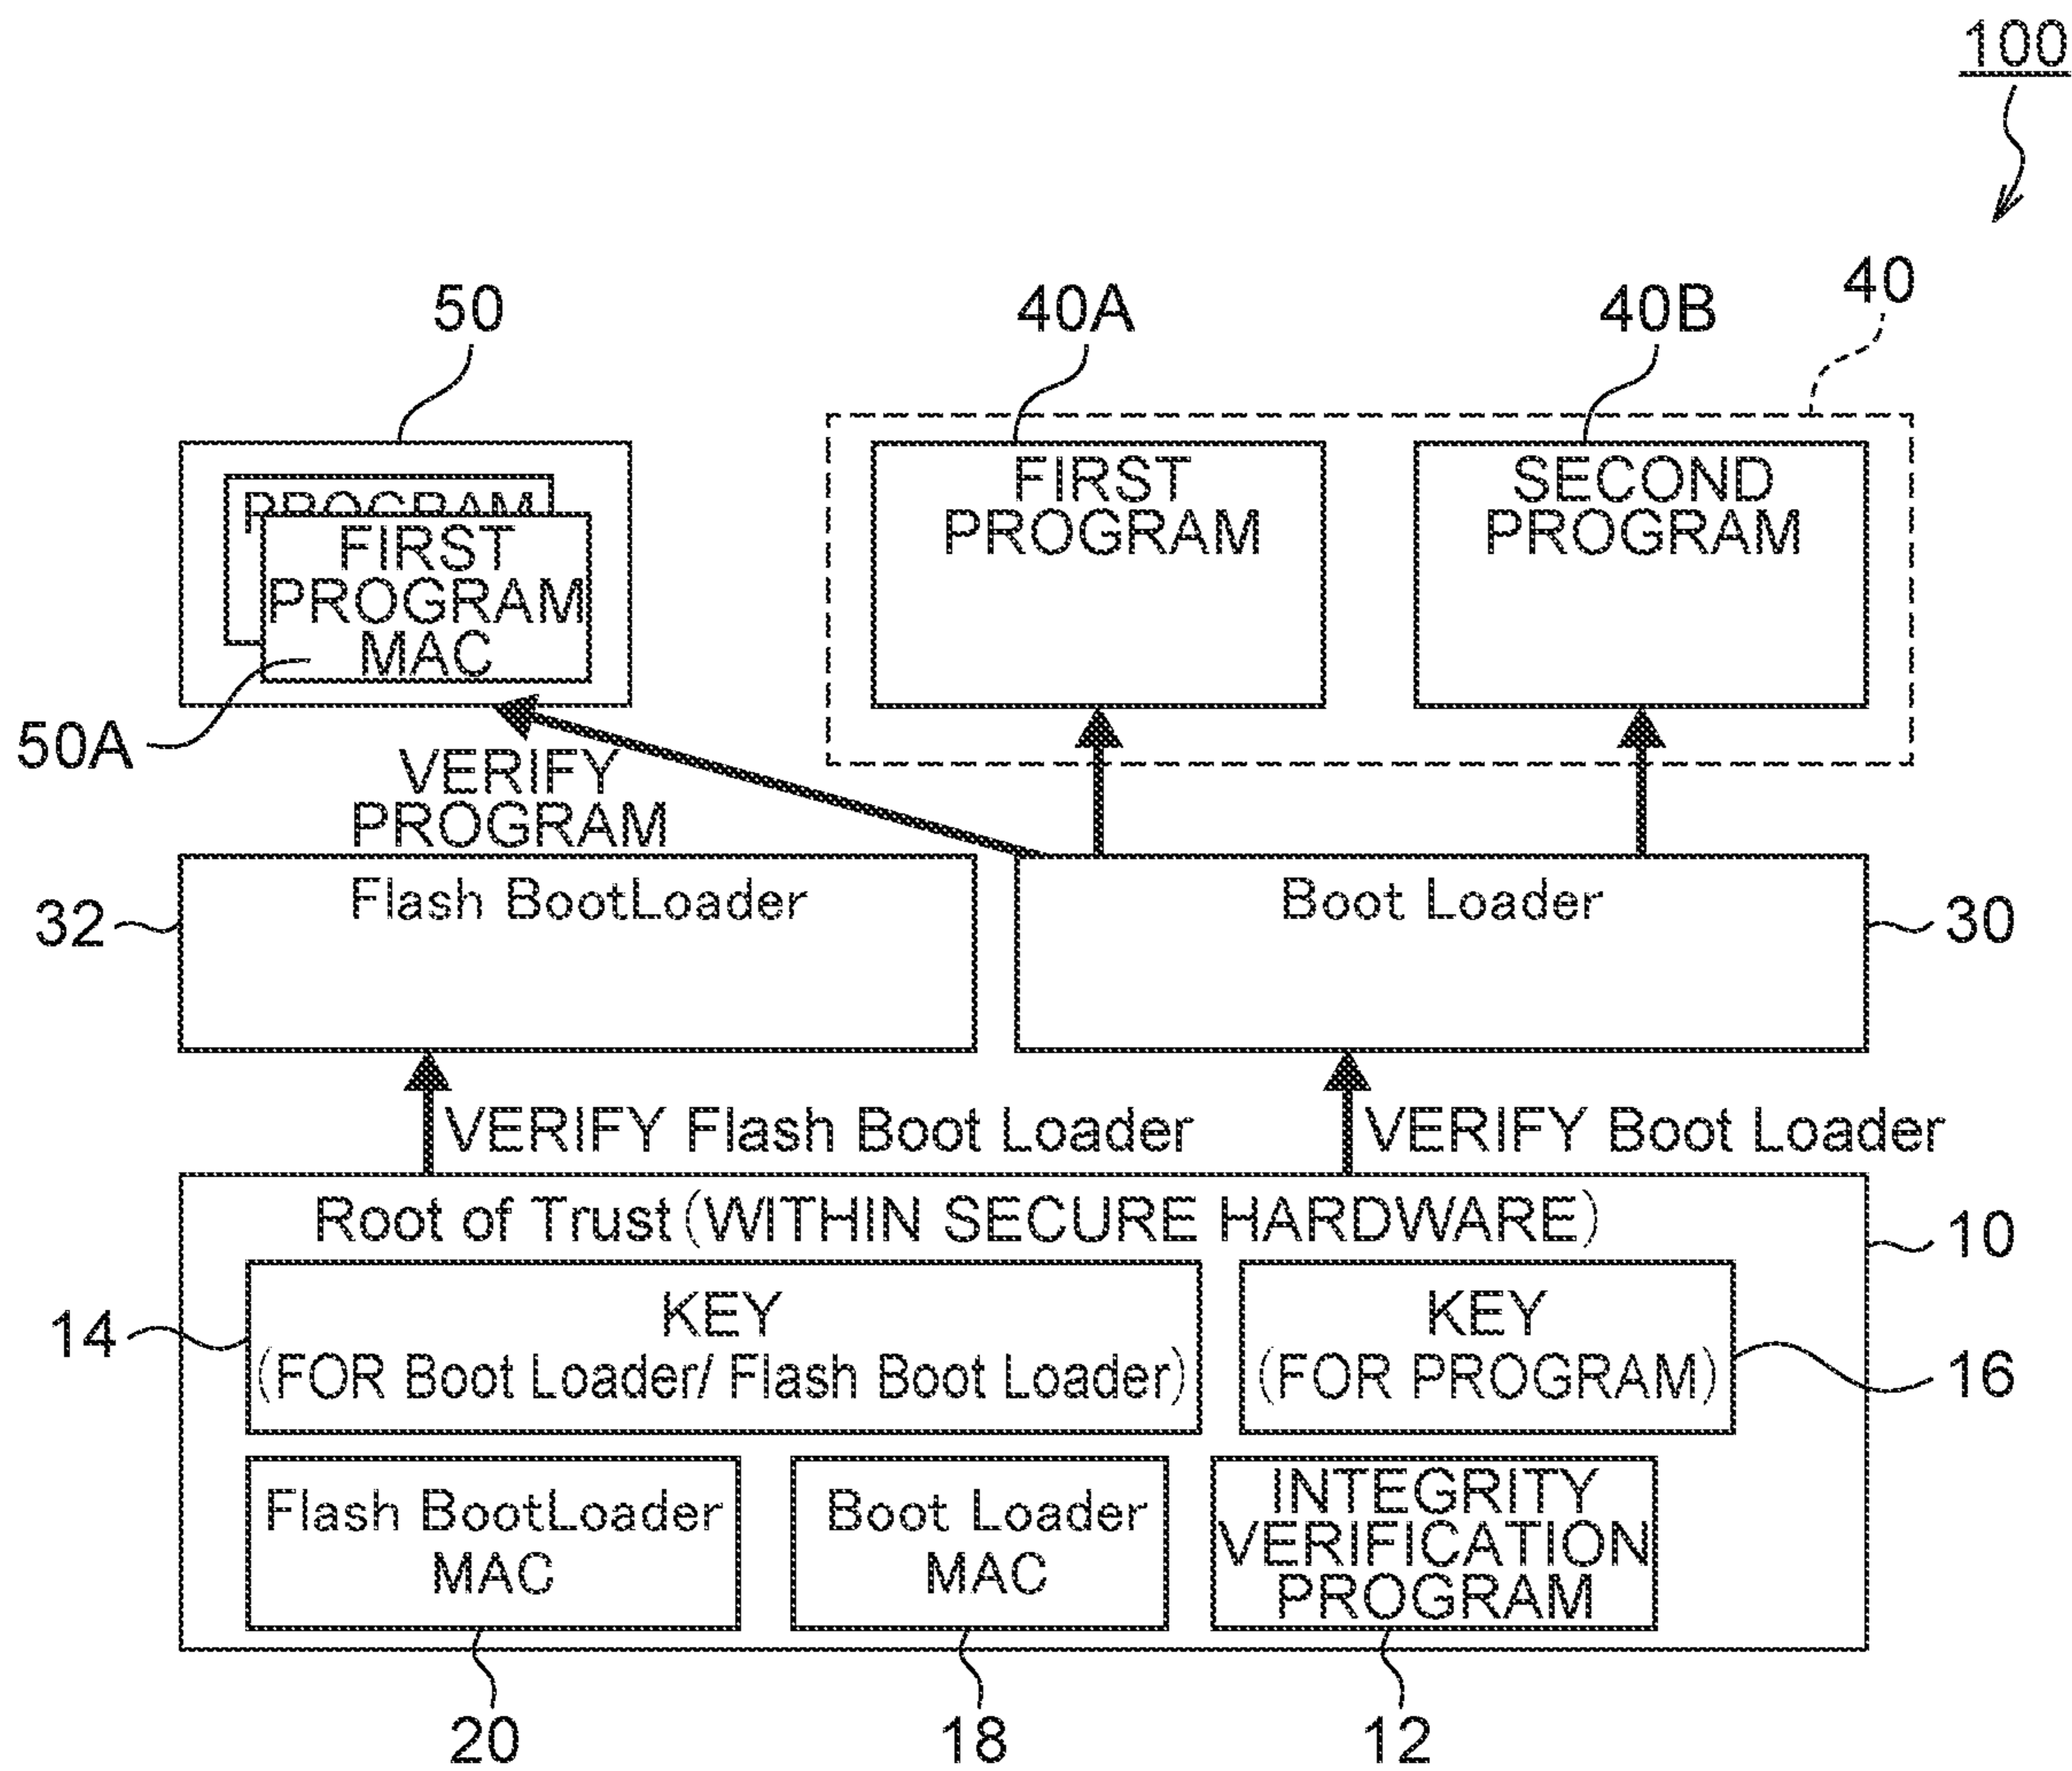 100
50
40A
40B
40
PROGRAM
FIRST
PROGRAM
MAC
50A
FIRST
PROGRAM
SECOND
PROGRAM
VERIFY
PROGRAM
32
Flash BootLoader
Boot Loader
30
VERIFY Flash Boot Loader
VERIFY Boot Loader
Root of Trust (WITHIN SECURE HARDWARE)
10
14
KEY
(FOR Boot Loader/ Flash Boot Loader)
KEY
(FOR PROGRAM)
16
Flash BootLoader
MAC
Boot Loader
MAC
INTEGRITY
VERIFICATION
PROGRAM
20
18
12